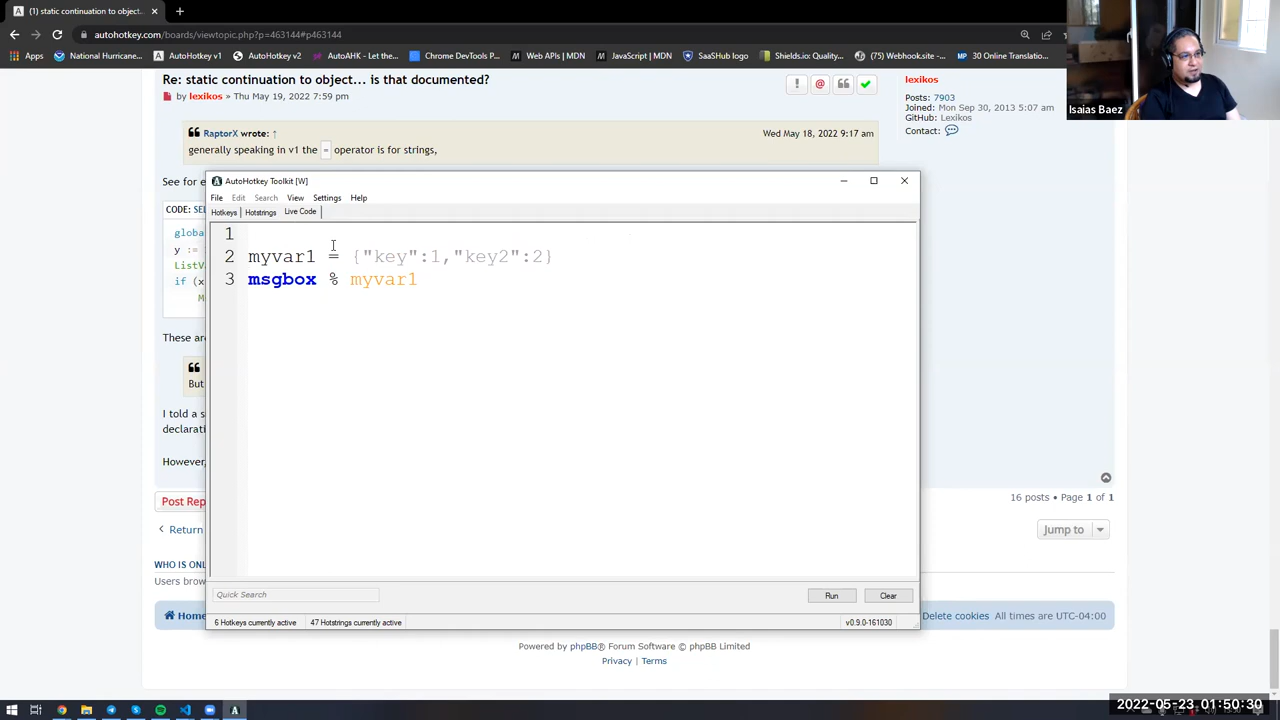 (1) static continuation to object...
autohotkey.com/boards/viewtopic.php?p=463144#p463144
Apps
National Hurricane...
AutoAHK
Chrome DevTools P...
Web APIs | MDN
JavaScript | MDN
SaaSHub logo
Shields.io: Quality...
(75) Webhook.site -...
30 Online Translatio...
Isaias Baez
Re: static continuation to object... is that documented?
by lexikos » Thu May 19, 2022 7:59 pm
lexikos
Posts: 7903
Joined: Mon Sep 30, 2013 5:07 am
GitHub: Lexikos
Contact:
RaptorX wrote: ↑
Wed May 18, 2022 9:17 am
generally speaking in v1 the = operator is for strings,
See for e
CODE: SEL
globa
y :=
ListVa
if (x
M
These are
But
I told a s
declarati
However,
AutoHotkey Toolkit [W]
File Edit Search View Settings Help
Hotkeys Hotstrings Live Code
1
2 myvar1 = {"key":1,"key2":2}
3 msgbox % myvar1
Quick Search
Run
Clear
6 Hotkeys currently active
47 Hotstrings currently active
v0.9.0-161030
Post Rep
16 posts • Page 1 of 1
Return
Jump to
WHO IS ONL
Users brow
Home
Delete cookies
All times are UTC-04:00
Powered by phpBB® Forum Software © phpBB Limited
Privacy | Terms
2022-05-23 01:50:30